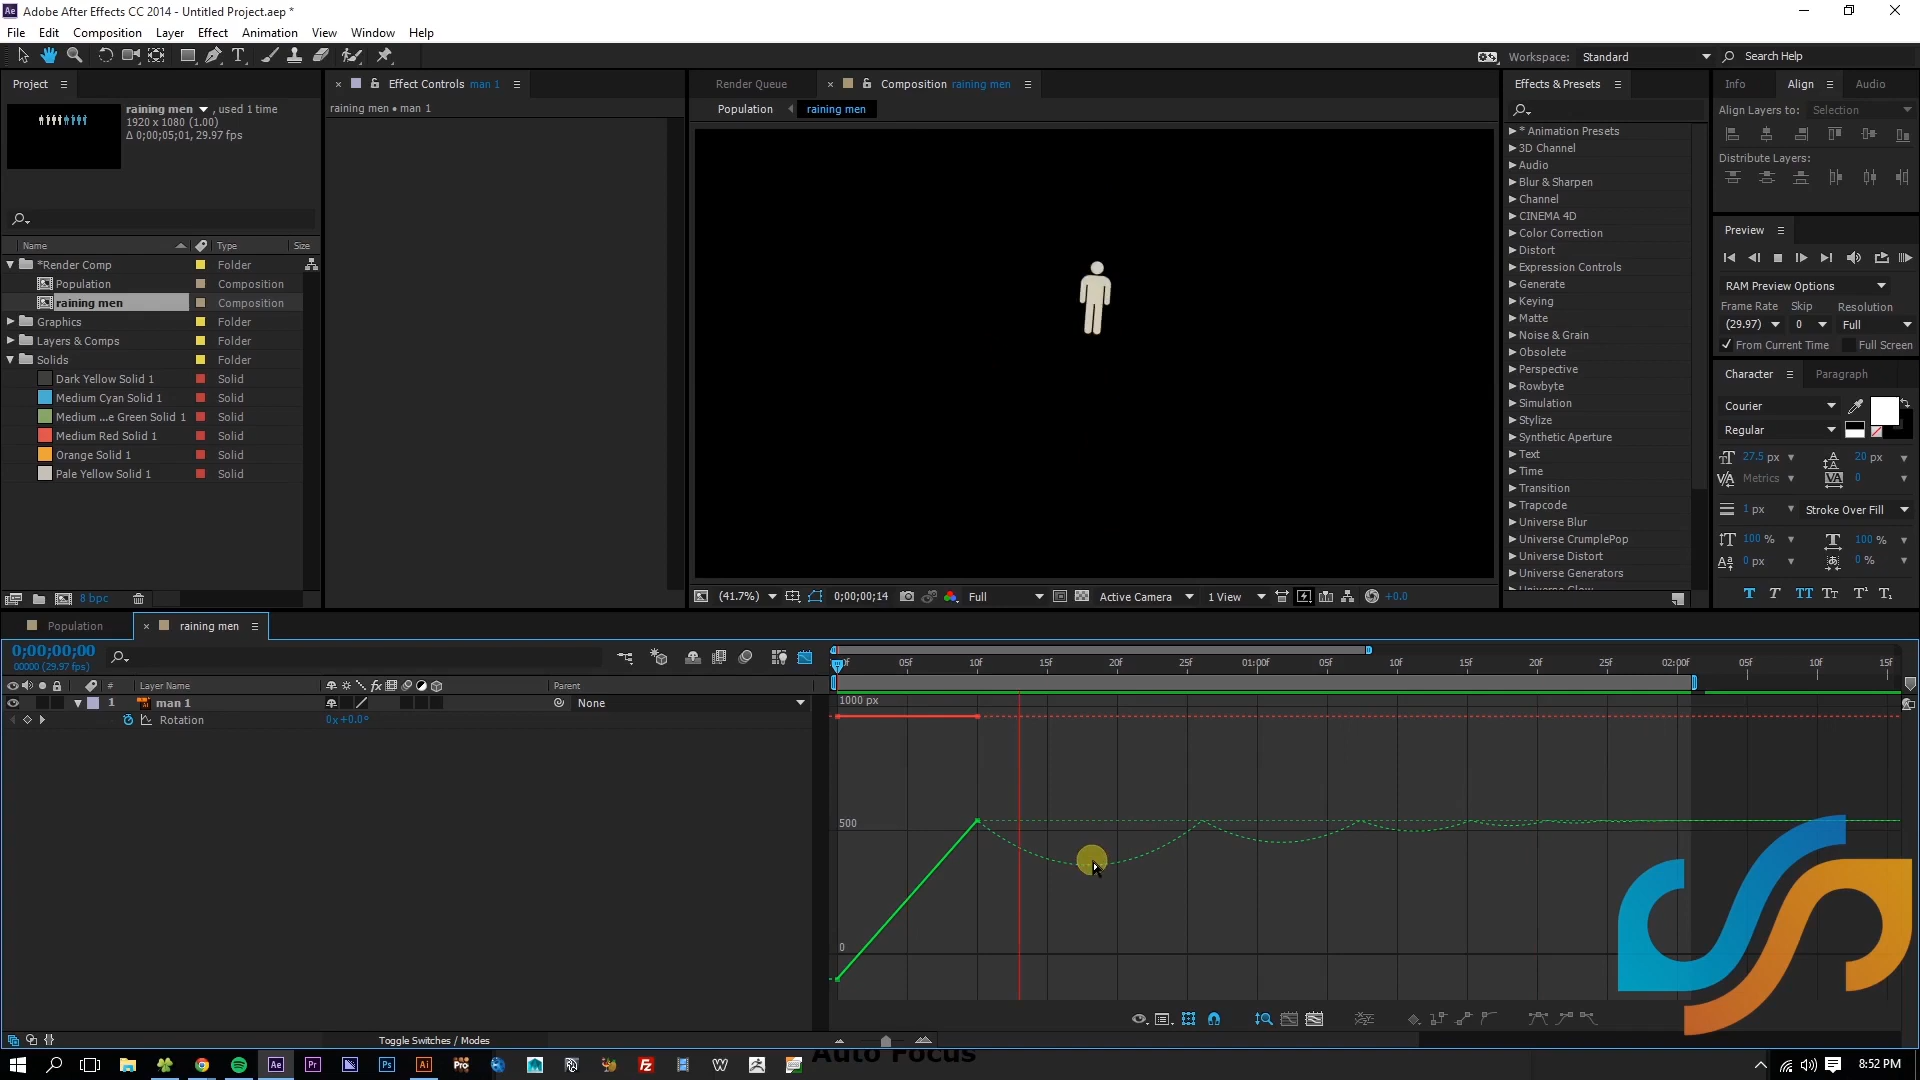 Adobe After Effects CC 2014 - Untitled Project.aep *
File Edit Composition Layer Effect Animation View Window Help
Workspace: Standard Search Help
Project
raining men , used 1 time
1920 x 1080 (1.00)
Δ 0;00;05;01, 29.97 fps
Name Type Size
*Render Comp Folder
Population Composition
raining men Composition
Graphics Folder
Layers & Comps Folder
Solids Folder
Dark Yellow Solid 1 Solid
Medium Cyan Solid 1 Solid
Medium ...e Green Solid 1 Solid
Medium Red Solid 1 Solid
Orange Solid 1 Solid
Pale Yellow Solid 1 Solid
8 bpc
Effect Controls man 1
raining men • man 1
Render Queue Composition raining men
Population raining men
(41.7%) 0;00;00;14 Full Active Camera 1 View +0.0
Effects & Presets
* Animation Presets
3D Channel
Audio
Blur & Sharpen
Channel
CINEMA 4D
Color Correction
Distort
Expression Controls
Generate
Keying
Matte
Noise & Grain
Obsolete
Perspective
Rowbyte
Simulation
Stylize
Synthetic Aperture
Text
Time
Transition
Trapcode
Universe Blur
Universe CrumplePop
Universe Distort
Universe Generators
Universe Glow
Info Align Audio
Align Layers to: Selection
Distribute Layers:
Preview
RAM Preview Options
Frame Rate Skip Resolution
(29.97) 0 Full
From Current Time Full Screen
Character Paragraph
Courier
Regular
27.5 px 20 px
Metrics 0
1 px Stroke Over Fill
100 % 100 %
0 px 0 %
T T TT Tt T¹ T₁
Population raining men
0;00;00;00
00000 (29.97 fps)
# Layer Name Parent
1 man 1 None
Rotation 0x+0.0°
05f 10f 15f 20f 25f 01:00f 05f 10f 15f 20f 25f 02:00f 05f 10f 15f
1000 px
500
0
Toggle Switches / Modes
Auto Focus
8:52 PM